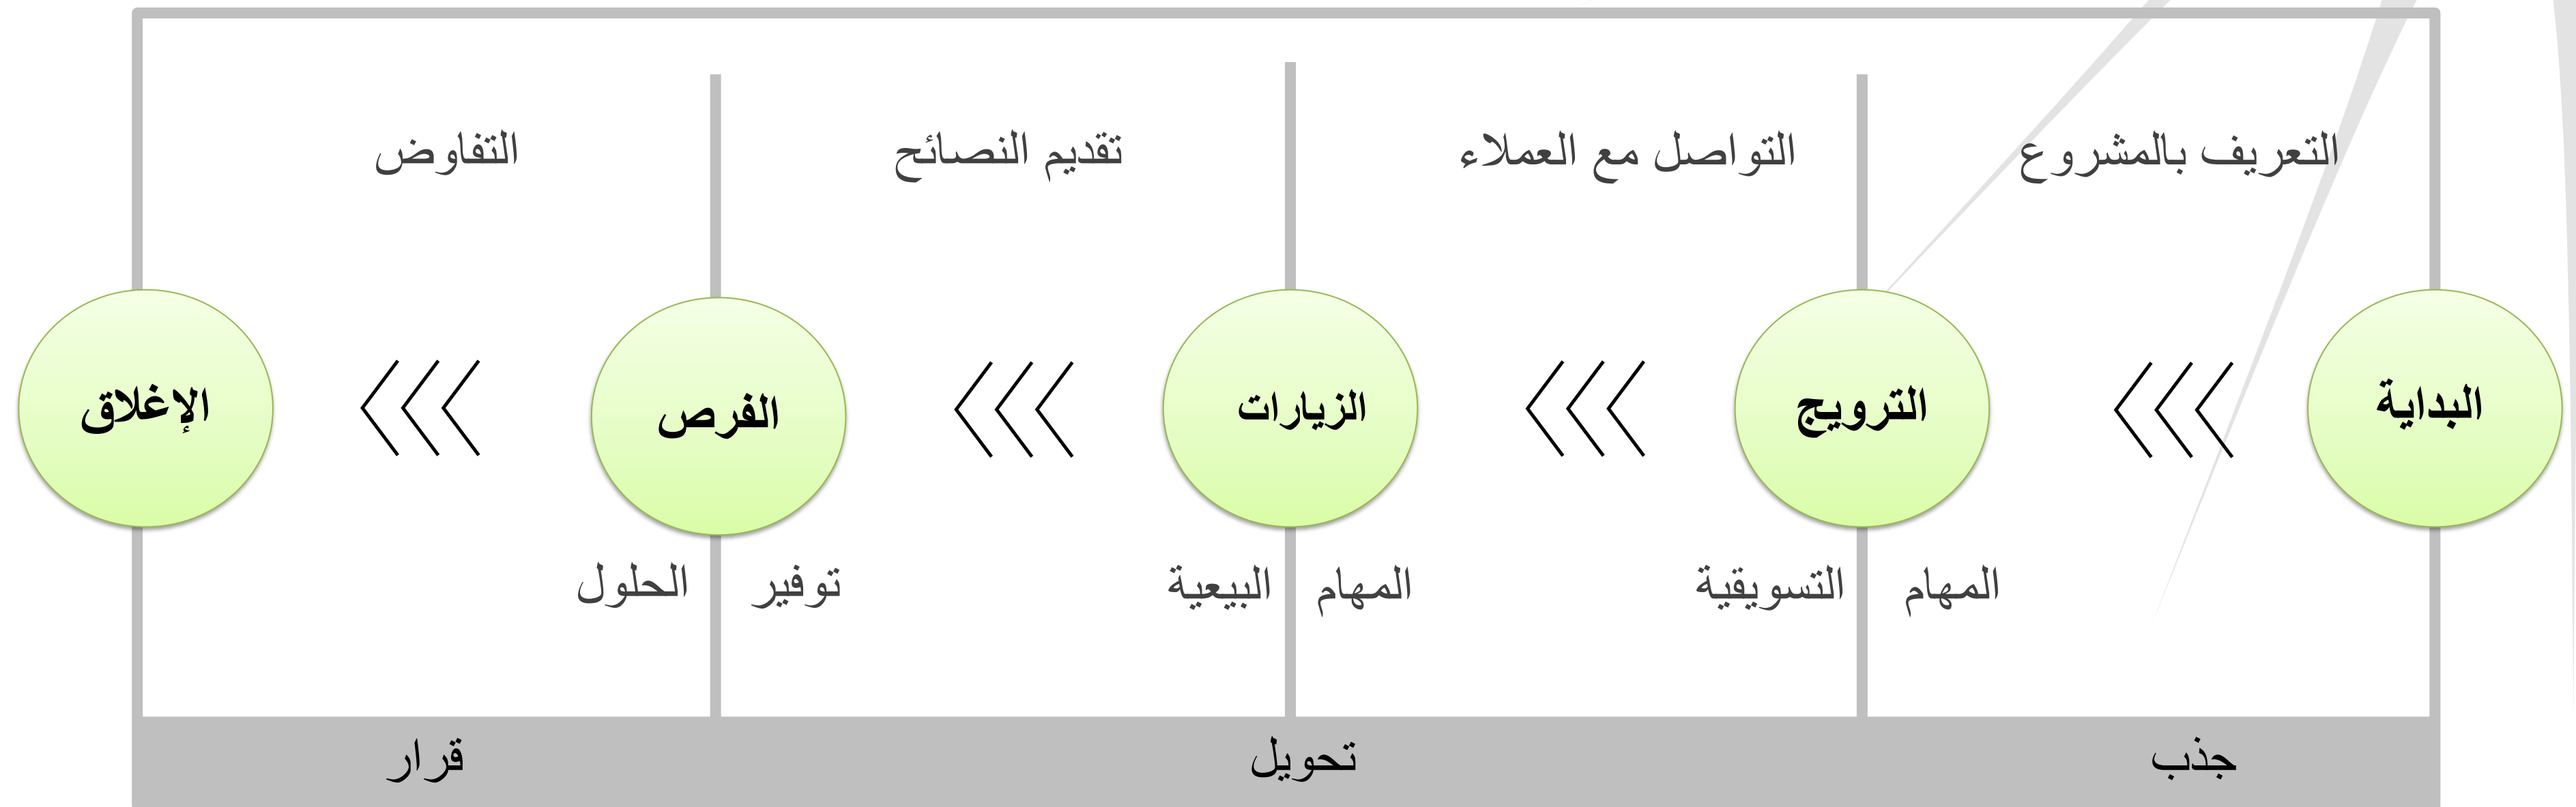 التعريف بالمشروع
التواصل مع العملاء
تقديم النصائح
التفاوض
البداية
الترويج
الزيارات
الفرص
الإغلاق
المهام التسويقية
المهام البيعية
توفير الحلول
جذب
تحويل
قرار